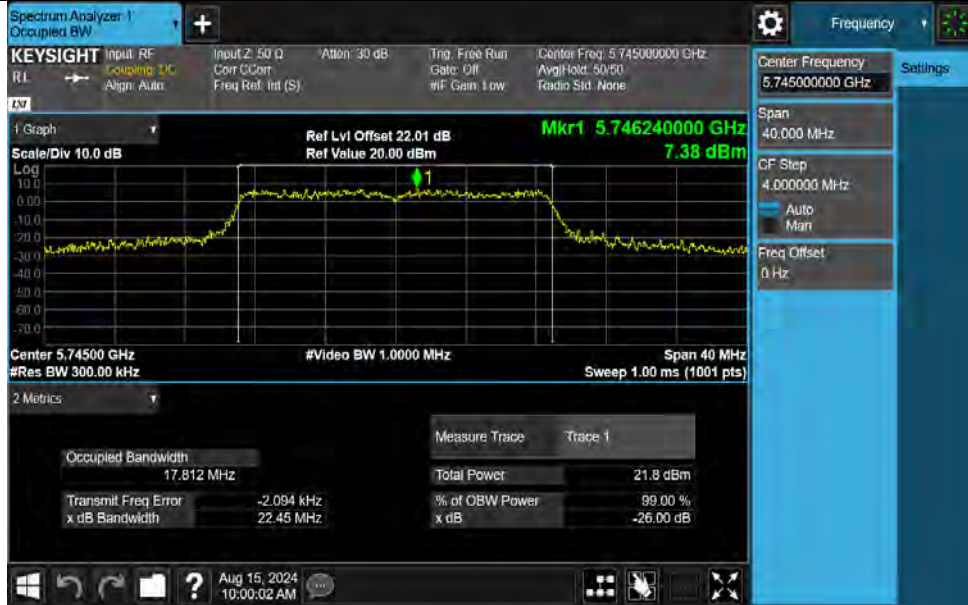 Spectrum Analyzer 1
Occupied BW
+
Frequency
KEYSIGHT
Input: RF
Coupling: DC
Align: Auto
Input Z: 50 Ω
Corr CCorr
Freq Ref: Int (S)
Atten: 30 dB
Trig: Free Run
Gate: Off
#IF Gain: Low
Center Freq: 5.745000000 GHz
Avg|Hold: 50/50
Radio Std: None
LXI
Center Frequency
5.745000000 GHz
Settings
Span
40.000 MHz
CF Step
4.000000 MHz
Auto
Man
Freq Offset
0 Hz
1 Graph
Scale/Div 10.0 dB
Ref Lvl Offset 22.01 dB
Ref Value 20.00 dBm
Mkr1 5.746240000 GHz
7.38 dBm
Log
10.0
0.00
-10.0
-20.0
-30.0
-40.0
-50.0
-60.0
-70.0
1
Center 5.74500 GHz
#Res BW 300.00 kHz
#Video BW 1.0000 MHz
Span 40 MHz
Sweep 1.00 ms (1001 pts)
2 Metrics
Measure Trace Trace 1
Occupied Bandwidth
17.812 MHz
Total Power 21.8 dBm
Transmit Freq Error -2.094 kHz
% of OBW Power 99.00 %
x dB Bandwidth 22.45 MHz
x dB -26.00 dB
?
Aug 15, 2024
10:00:02 AM